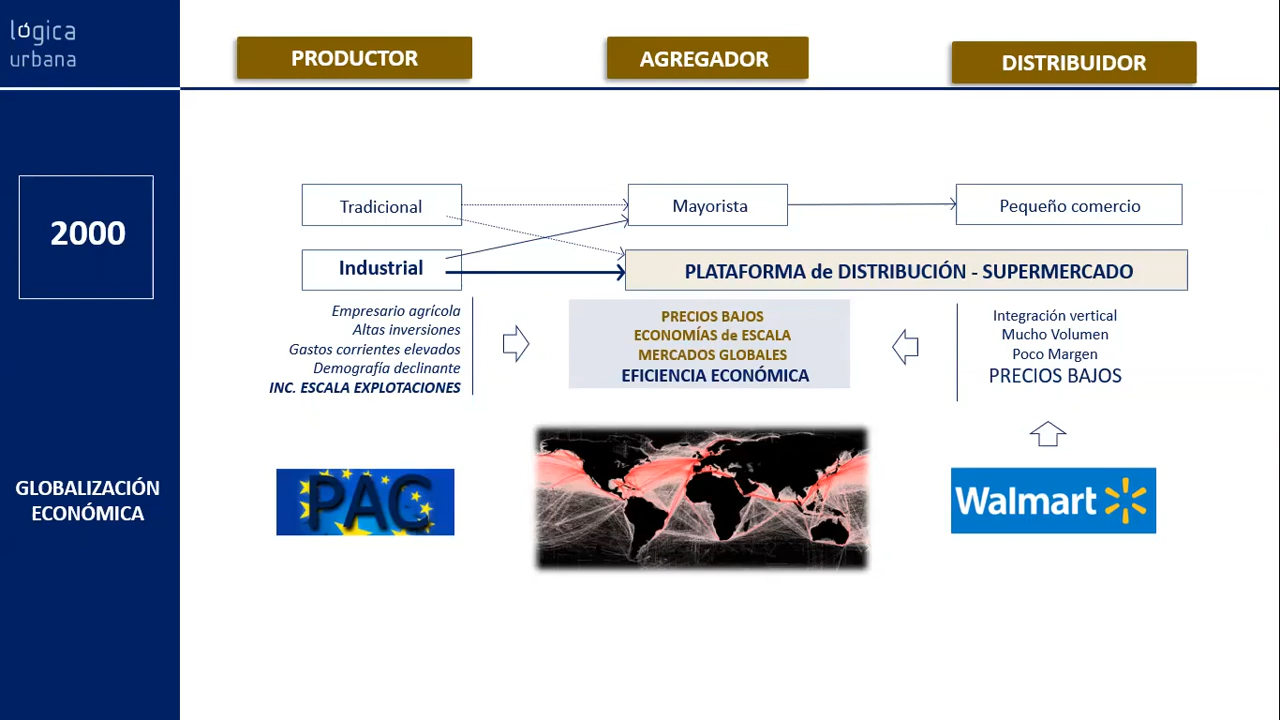 lógica
urbana
PRODUCTOR
AGREGADOR
DISTRIBUIDOR
2000
Tradicional
Mayorista
Pequeño comercio
Industrial
PLATAFORMA de DISTRIBUCIÓN - SUPERMERCADO
Empresario agrícola
Altas inversiones
Gastos corrientes elevados
Demografía declinante
INC. ESCALA EXPLOTACIONES
PRECIOS BAJOS
ECONOMÍAS de ESCALA
MERCADOS GLOBALES
EFICIENCIA ECONÓMICA
Integración vertical
Mucho Volumen
Poco Margen
PRECIOS BAJOS
GLOBALIZACIÓN
ECONÓMICA
PAC
Walmart